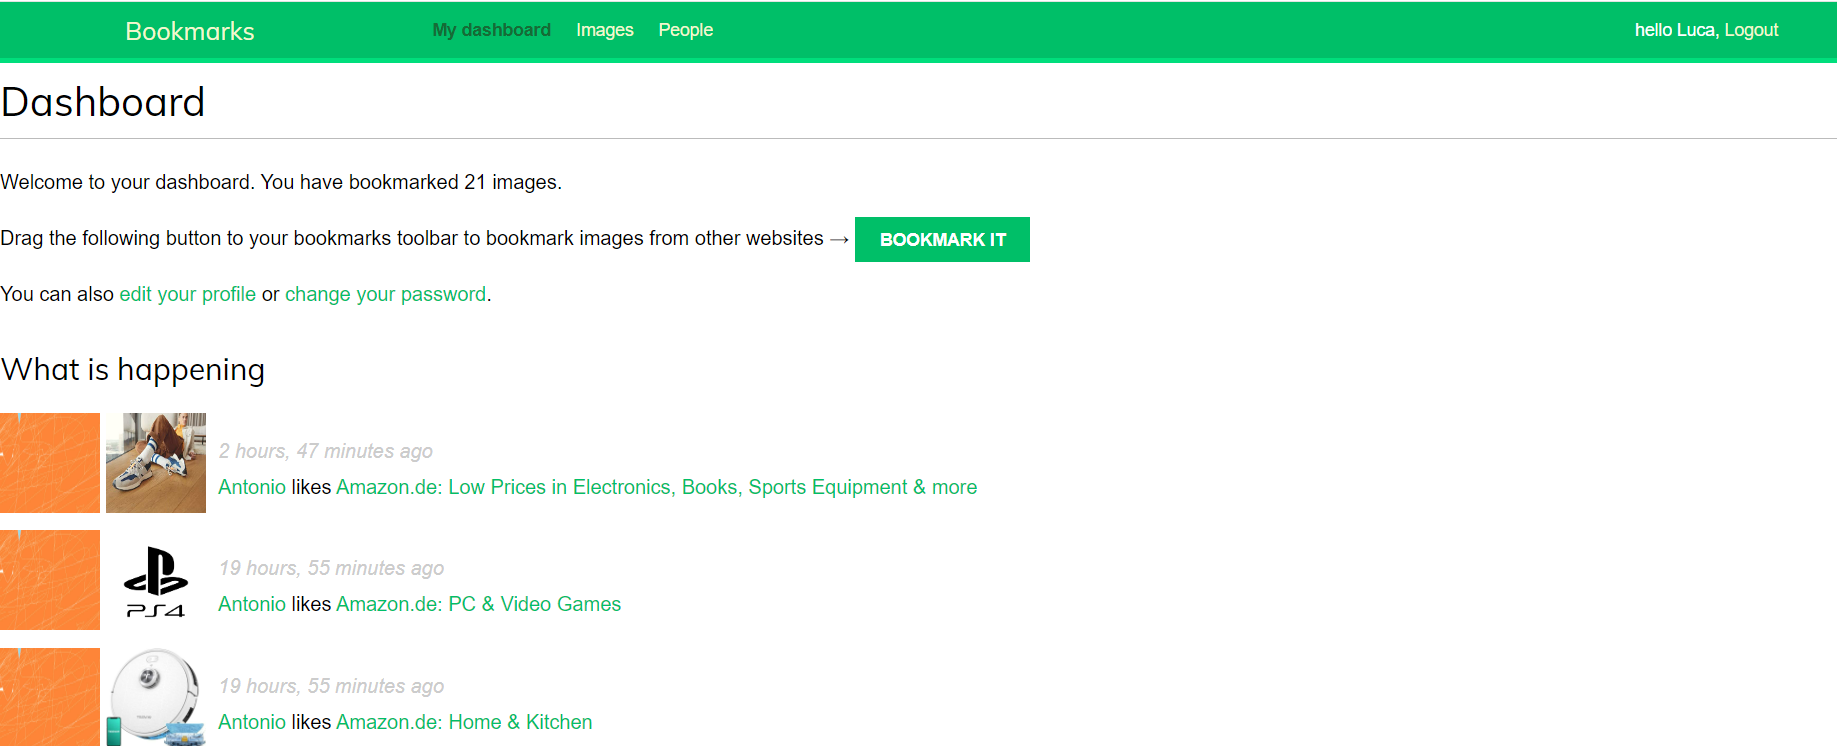 Bookmarks My dashboard Images People hello Luca, Logout
Dashboard
Welcome to your dashboard. You have bookmarked 21 images.
Drag the following button to your bookmarks toolbar to bookmark images from other websites → BOOKMARK IT
You can also edit your profile or change your password.
What is happening
2 hours, 47 minutes ago
Antonio likes Amazon.de: Low Prices in Electronics, Books, Sports Equipment & more
19 hours, 55 minutes ago
PS4
Antonio likes Amazon.de: PC & Video Games
19 hours, 55 minutes ago
Antonio likes Amazon.de: Home & Kitchen